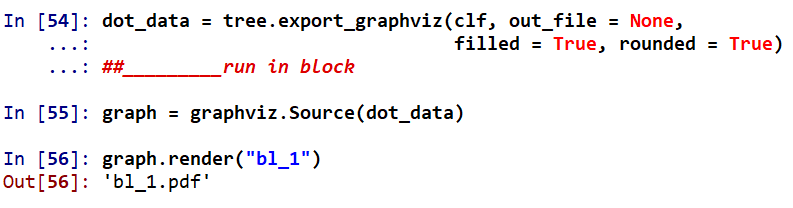 In [54]: dot_data = tree.export_graphviz(clf, out_file = None,
...: filled = True, rounded = True)
...: ##_________run in block
In [55]: graph = graphviz.Source(dot_data)
In [56]: graph.render("bl_1")
Out[56]: 'bl_1.pdf'